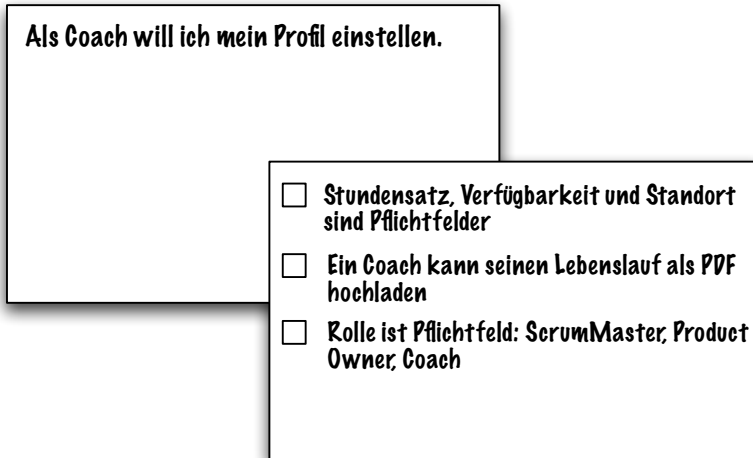 Als Coach will ich mein Profil einstellen.
Stundensatz, Verfügbarkeit und Standort
sind Pflichtfelder
Ein Coach kann seinen Lebenslauf als PDF
hochladen
Rolle ist Pflichtfeld: ScrumMaster, Product
Owner, Coach